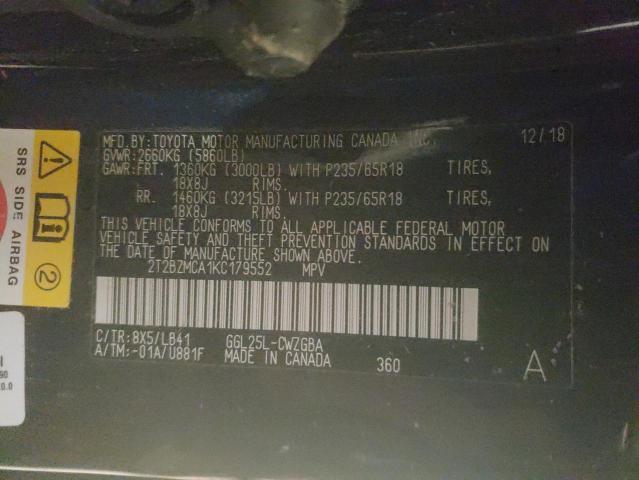 MFD.BY:TOYOTA MOTOR MANUFACTURING CANADA INC. 12/18
GVWR:2660KG (5860LB)
GAWR:FRT. 1360KG (3000LB) WITH P235/65R18 TIRES,
18X8J RIMS.
RR. 1460KG (3215LB) WITH P235/65R18 TIRES,
18X8J RIMS.
THIS VEHICLE CONFORMS TO ALL APPLICABLE FEDERAL MOTOR
VEHICLE SAFETY AND THEFT PREVENTION STANDARDS IN EFFECT ON
THE DATE OF MANUFACTURE SHOWN ABOVE.
2T2BZMCA1KC179552 MPV
C/TR:8X5/LB41 GGL25L-CWZGBA
A/TM:-01A/U881F MADE IN CANADA 360 A
SRS SIDE AIRBAG
2